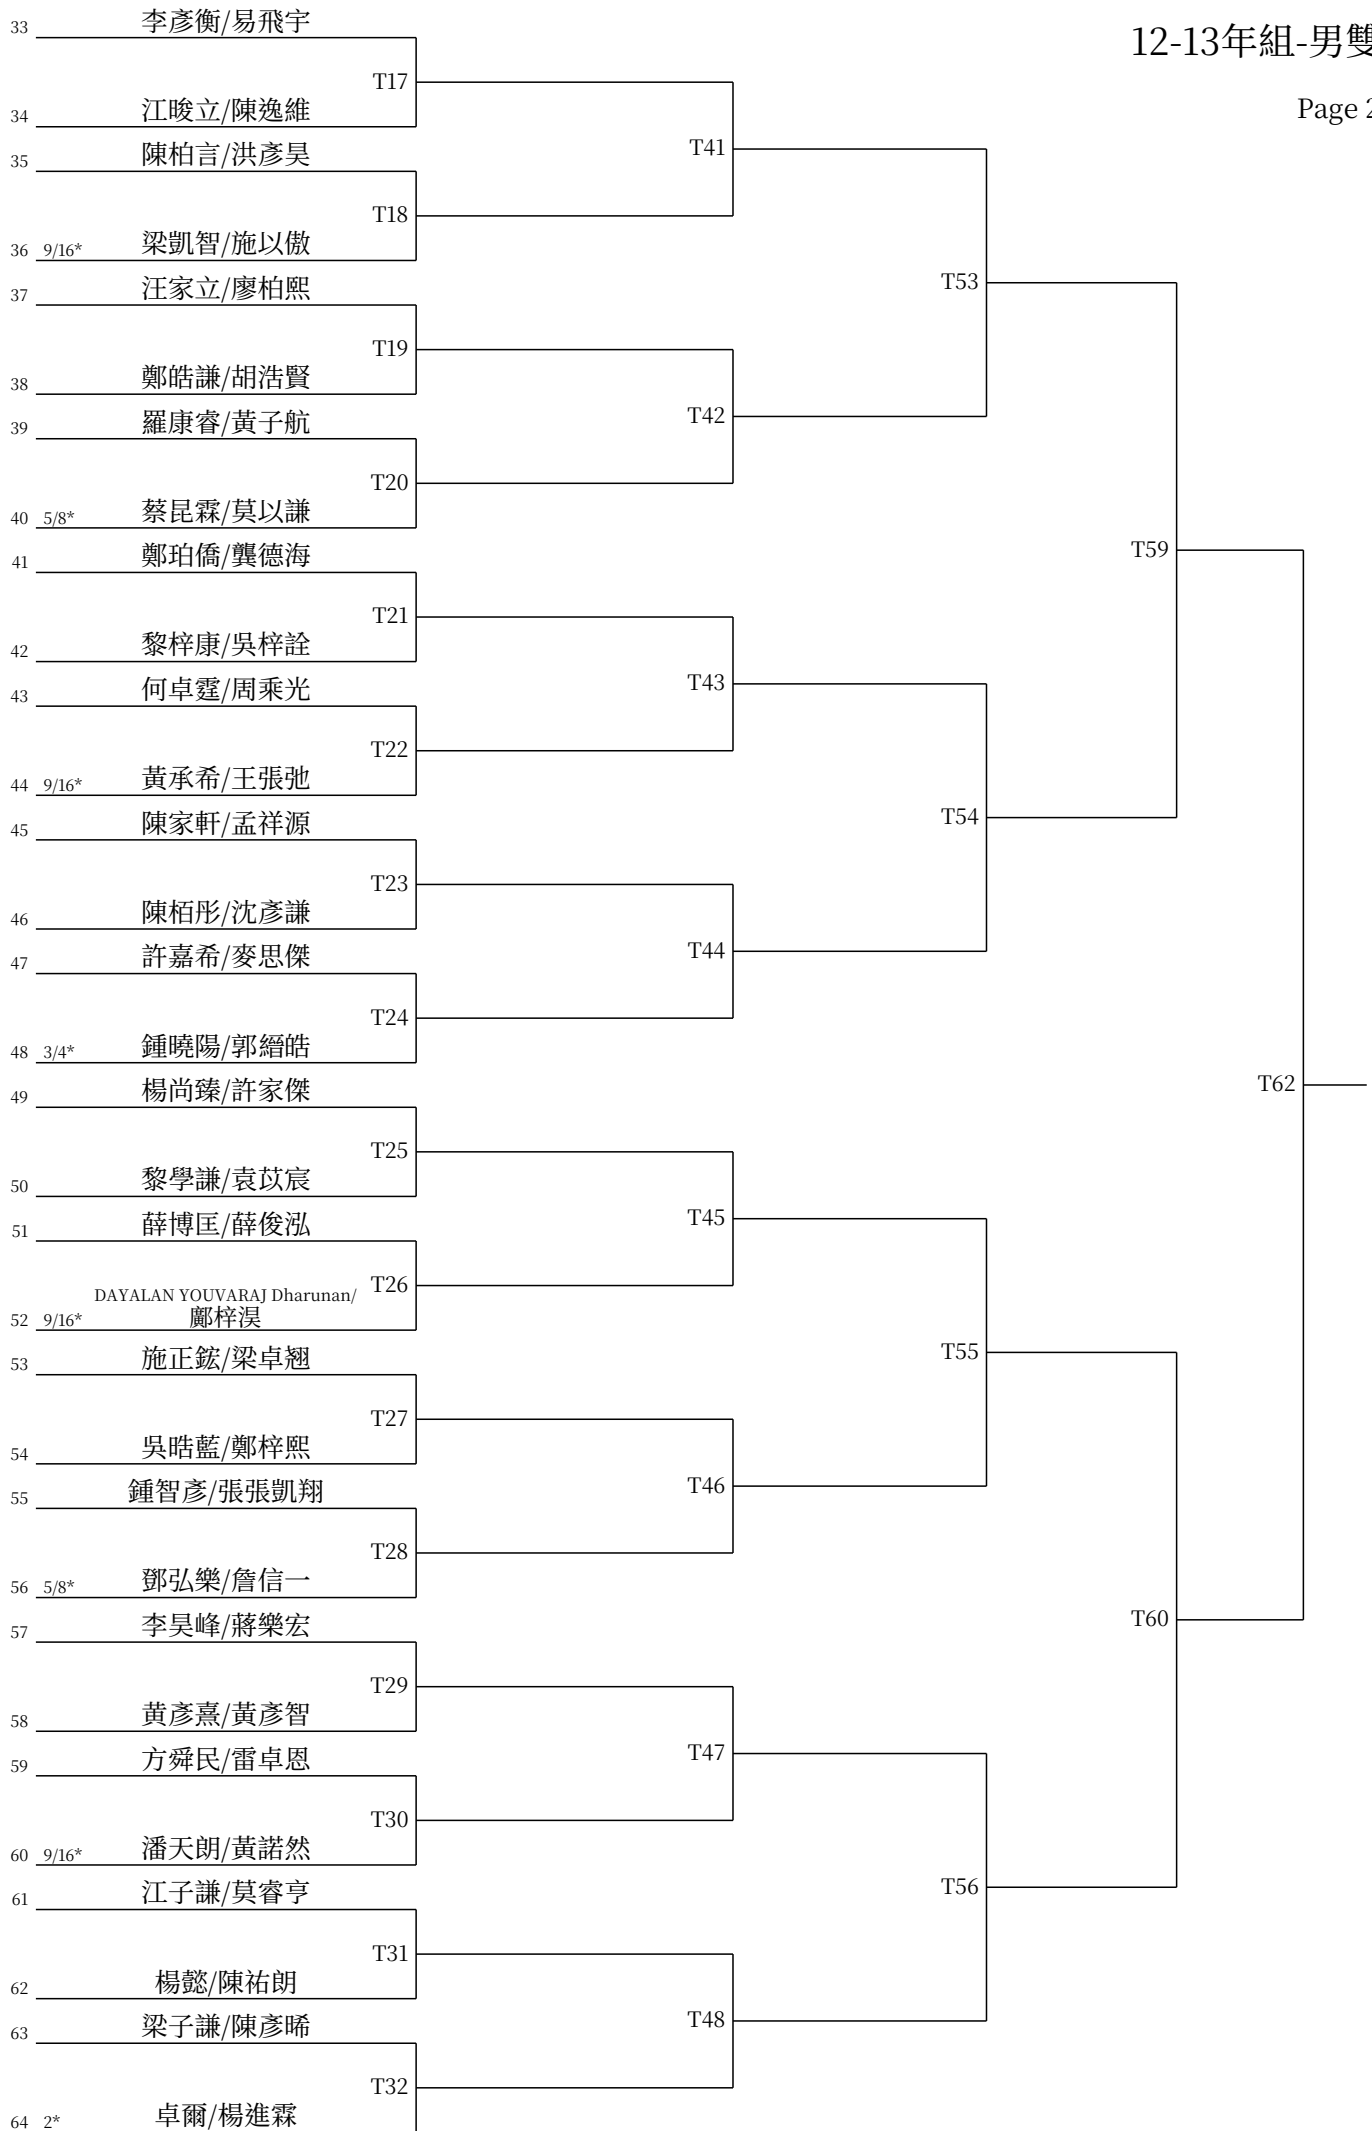 12-13年組-男雙
Page 2
33 李彥衡/易飛宇
T17
34 江晙立/陳逸維
T41
35 陳柏言/洪彥昊
T18
36 9/16* 梁凱智/施以傲
T53
37 汪家立/廖柏熙
T19
38 鄭皓謙/胡浩賢
T42
39 羅康睿/黃子航
T20
40 5/8* 蔡昆霖/莫以謙
T59
41 鄭珀僑/龔德海
T21
42 黎梓康/吳梓詮
T43
43 何卓霆/周乘光
T22
44 9/16* 黃承希/王張弛
T54
45 陳家軒/孟祥源
T23
46 陳栢彤/沈彥謙
T44
47 許嘉希/麥思傑
T24
48 3/4* 鍾曉陽/郭縉皓
T62
49 楊尚臻/許家傑
T25
50 黎學謙/袁苡宸
T45
51 薛博匡/薛俊泓
T26
DAYALAN YOUVARAJ Dharunan/
52 9/16* 鄺梓淏
T55
53 施正鋐/梁卓翹
T27
54 吳晧藍/鄭梓熙
T46
55 鍾智彥/張張凱翔
T28
56 5/8* 鄧弘樂/詹信一
T60
57 李昊峰/蔣樂宏
T29
58 黄彥熹/黃彥智
T47
59 方舜民/雷卓恩
T30
60 9/16* 潘天朗/黃諾然
T56
61 江子謙/莫睿亨
T31
62 楊懿/陳祐朗
T48
63 梁子謙/陳彥晞
T32
64 2* 卓爾/楊進霖